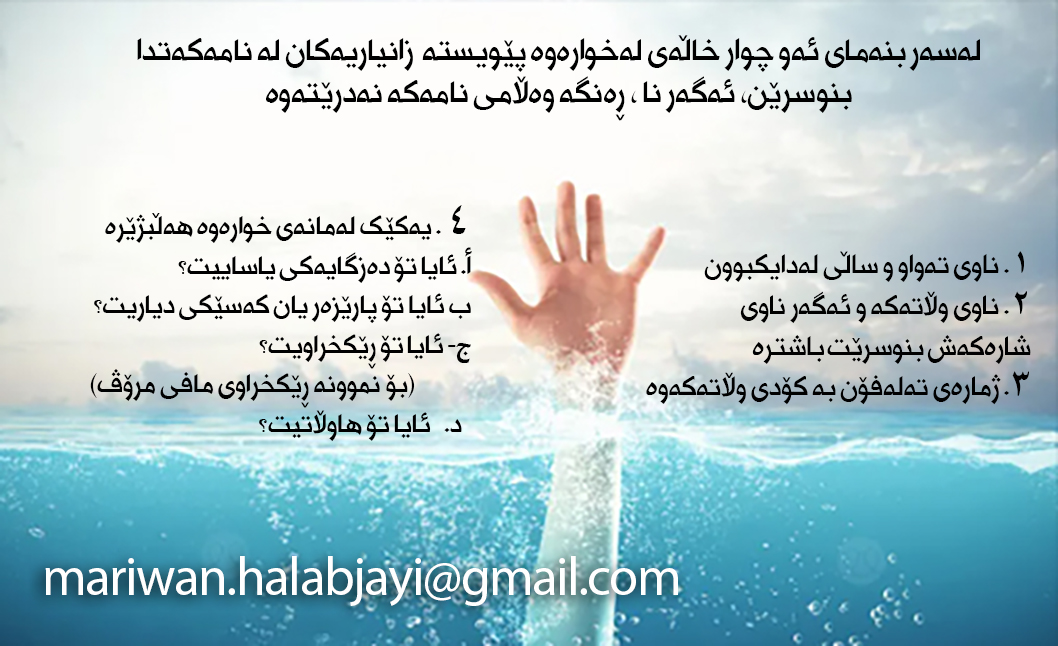 لەسەر بنەمای ئەو چوار خاڵەی لەخوارەوە پێویستە زانیاریەکان لە نامەکەتدا
بنوسرێن، ئەگەر نا ، ڕەنگە وەڵامی نامەکە نەدرێتەوە
١ . ناوی تەواو و ساڵی لەدایکبوون
٢ . ناوی وڵاتەکە و ئەگەر ناوی
شارەکەش بنوسرێت باشترە
٣ . ژمارەی تەلەفۆن بە کۆدی وڵاتەکەوە
٤ . یەکێک لەمانەی خوارەوە هەڵبژێرە
أ. ئایا تۆ دەزگایەکی یاساییت؟
ب ئایا تۆ پارێزەر یان کەسێکی دیاریت؟
ج- ئایا تۆ ڕێکخراویت؟
(بۆ نموونە ڕێکخراوی مافی مرۆڤ)
د. ئایا تۆ هاوڵاتیت؟
mariwan.halabjayi@gmail.com